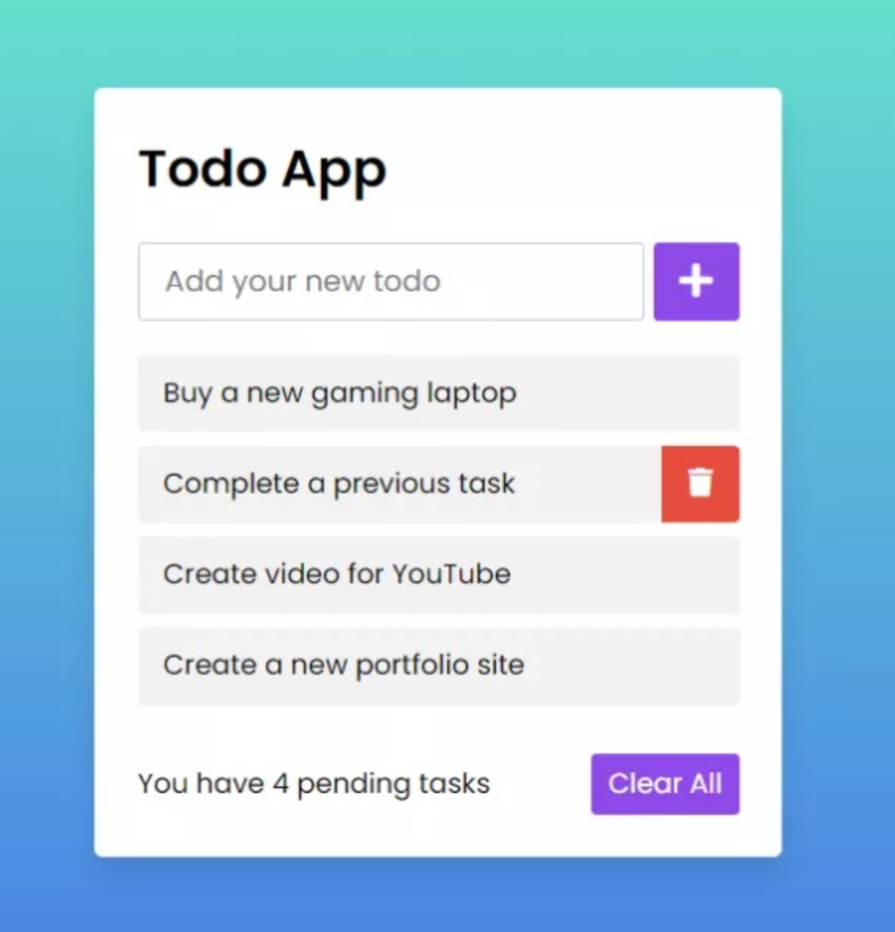 Todo App
Add your new todo
Buy a new gaming laptop
Complete a previous task
Create video for YouTube
Create a new portfolio site
You have 4 pending tasks
Clear All